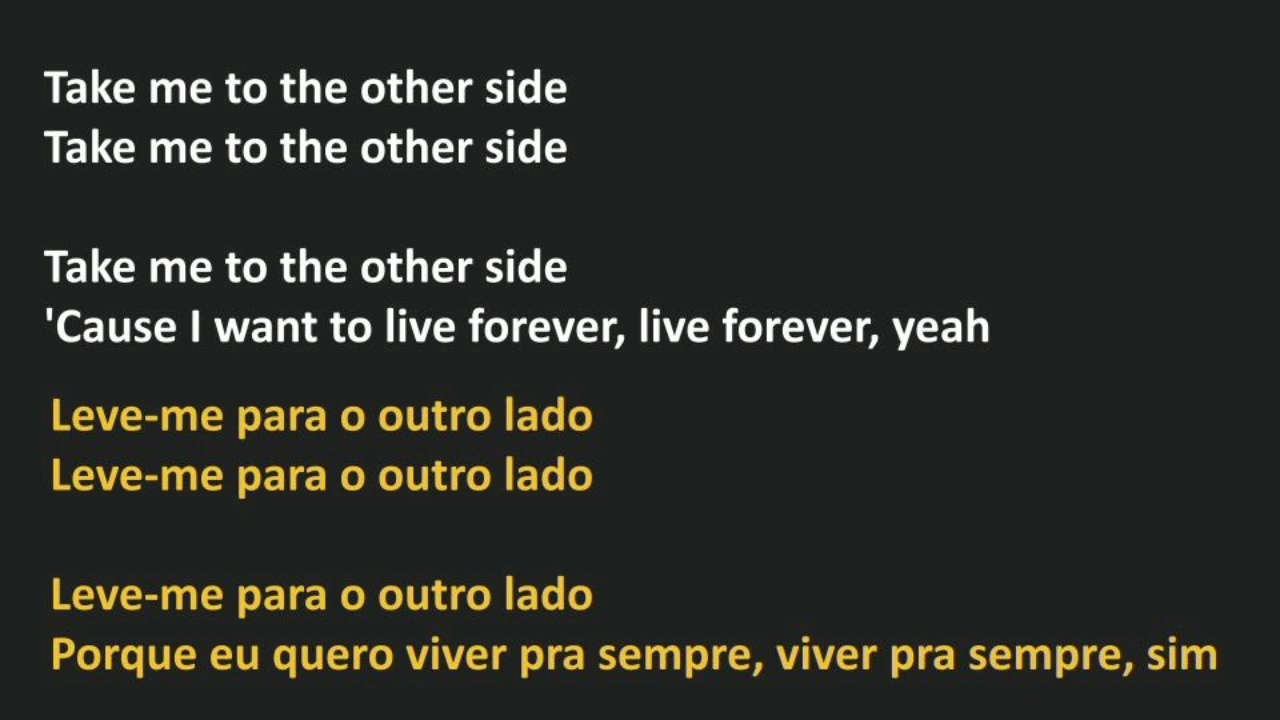 Take me to the other side
Take me to the other side
Take me to the other side
'Cause I want to live forever, live forever, yeah
Leve-me para o outro lado
Leve-me para o outro lado
Leve-me para o outro lado
Porque eu quero viver pra sempre, viver pra sempre, sim